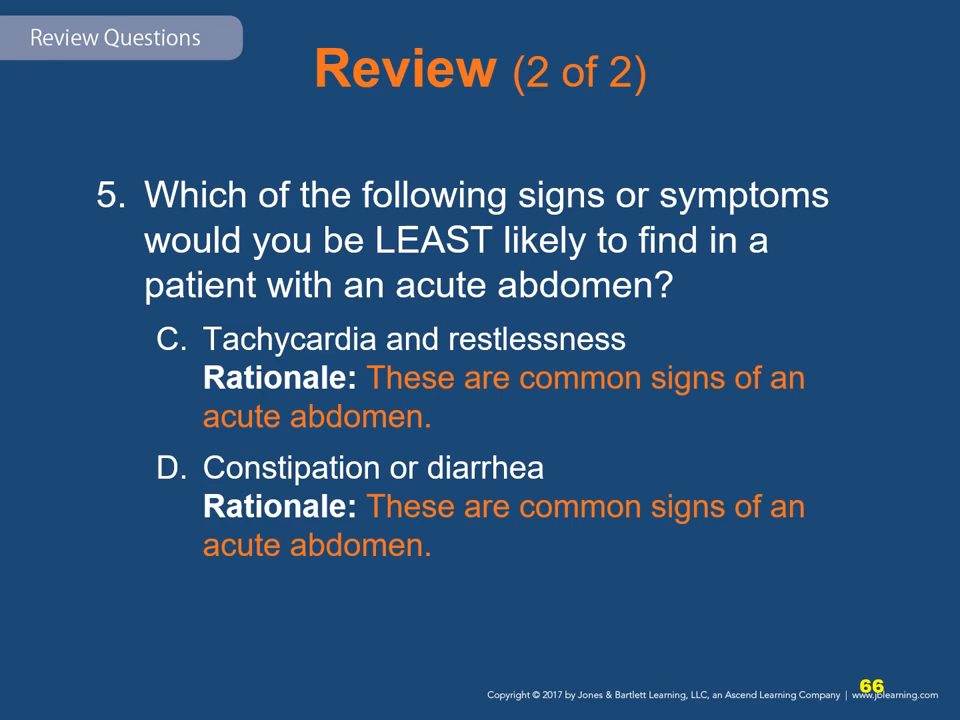 Review Questions
Review (2 of 2)
5. Which of the following signs or symptoms
would you be LEAST likely to find in a
patient with an acute abdomen?
C. Tachycardia and restlessness
Rationale: These are common signs of an
acute abdomen.
D. Constipation or diarrhea
Rationale: These are common signs of an
acute abdomen.
66
Copyright © 2017 by Jones & Bartlett Learning, LLC, an Ascend Learning Company | www.jblearning.com